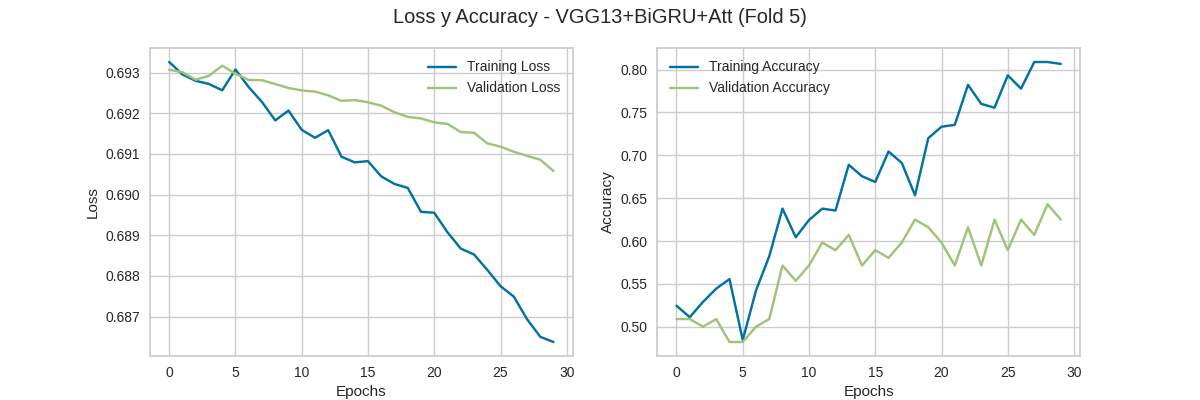 Loss y Accuracy - VGG13+BiGRU+Att (Fold 5)
Training Loss
Validation Loss
0.693
0.692
0.691
0.690
0.689
0.688
0.687
Loss
0 5 10 15 20 25 30
Epochs
Training Accuracy
Validation Accuracy
0.80
0.75
0.70
0.65
0.60
0.55
0.50
Accuracy
0 5 10 15 20 25 30
Epochs